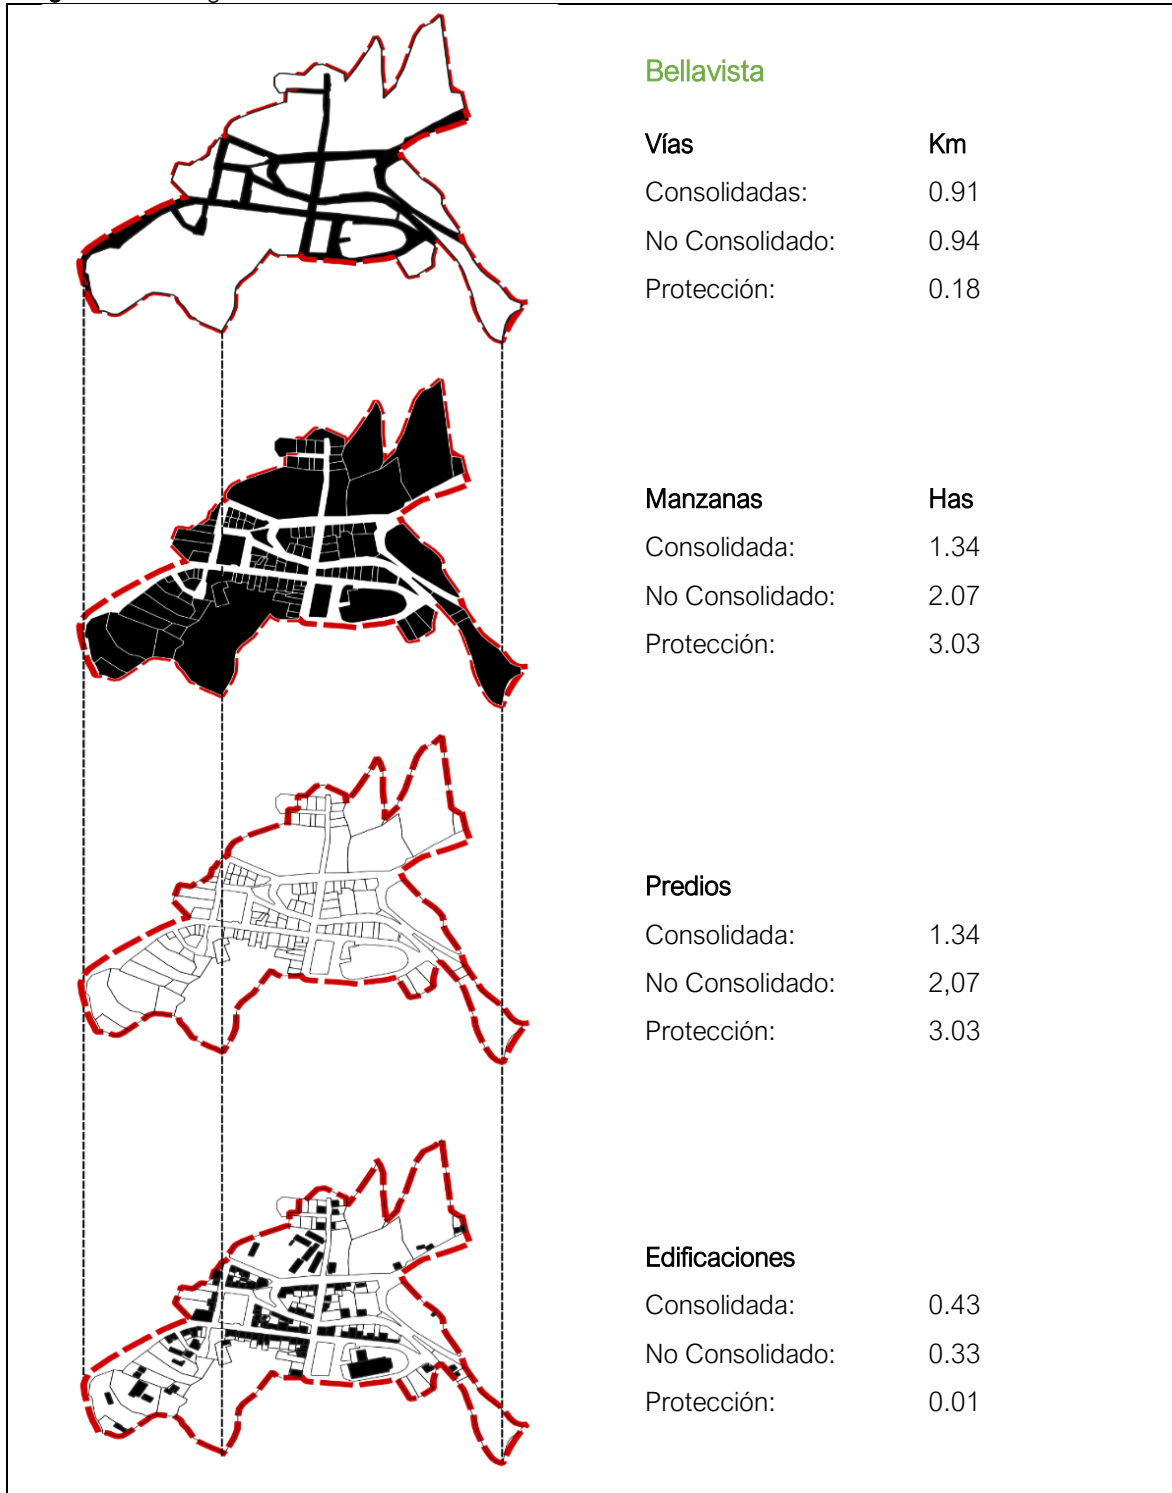 Bellavista
Vías Km
Consolidadas: 0.91
No Consolidado: 0.94
Protección: 0.18
Manzanas Has
Consolidada: 1.34
No Consolidado: 2.07
Protección: 3.03
Predios
Consolidada: 1.34
No Consolidado: 2,07
Protección: 3.03
Edificaciones
Consolidada: 0.43
No Consolidado: 0.33
Protección: 0.01